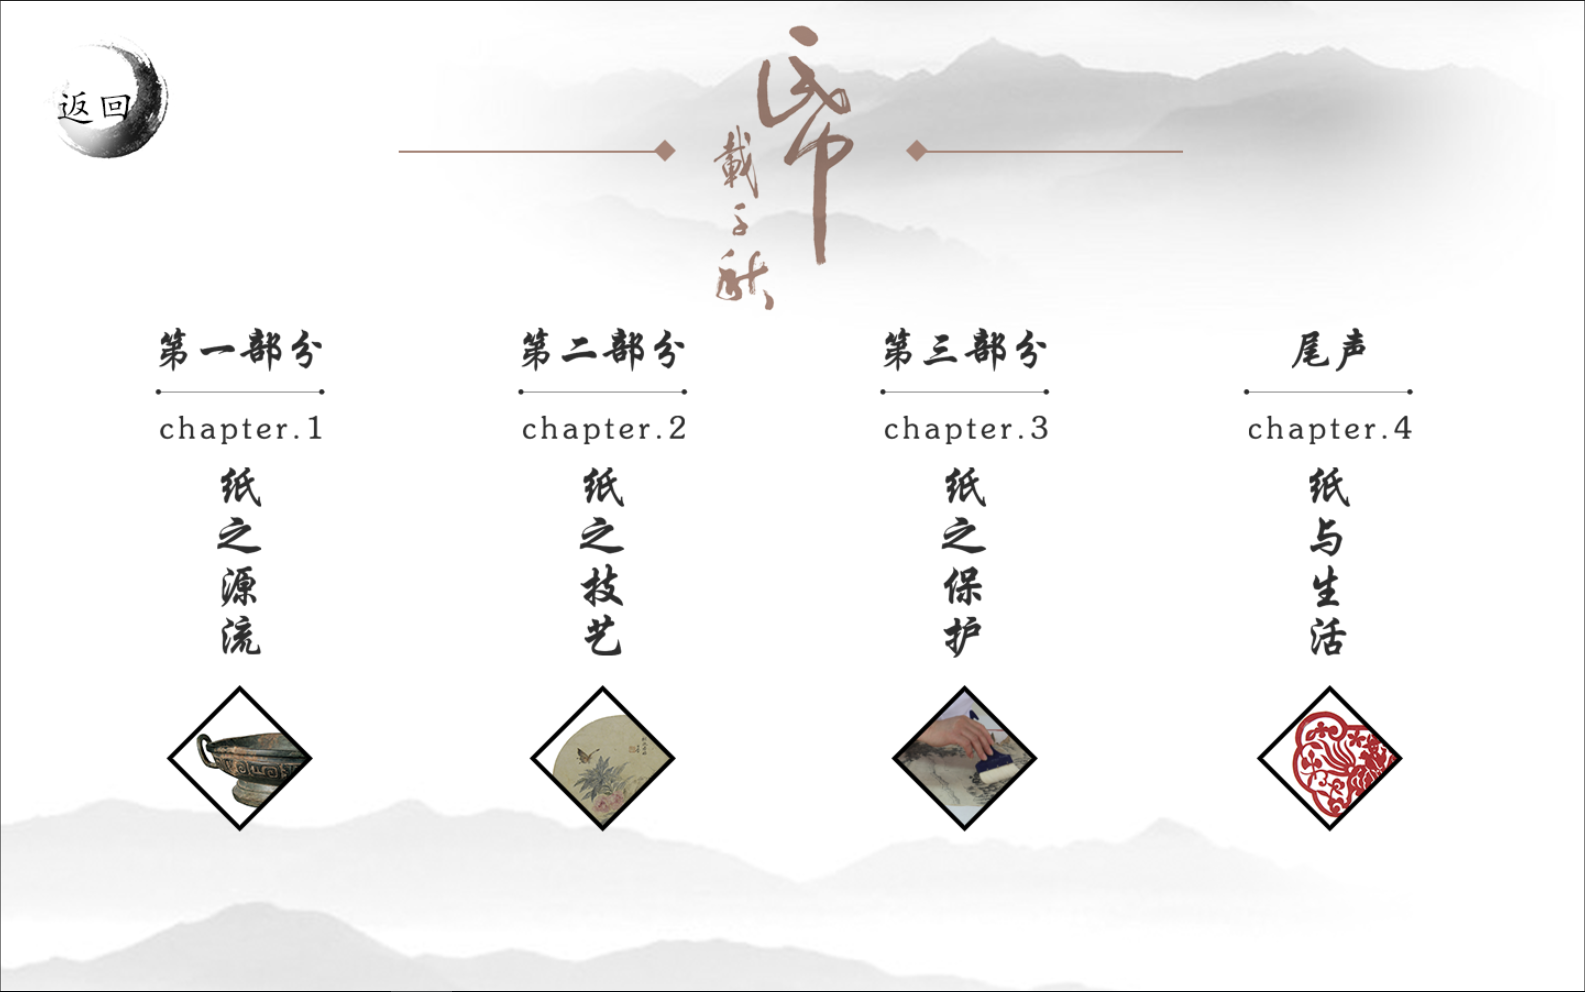 返回
帋
載千秋
第一部分
chapter.1
纸之源流
第二部分
chapter.2
纸之技艺
第三部分
chapter.3
纸之保护
尾声
chapter.4
纸与生活